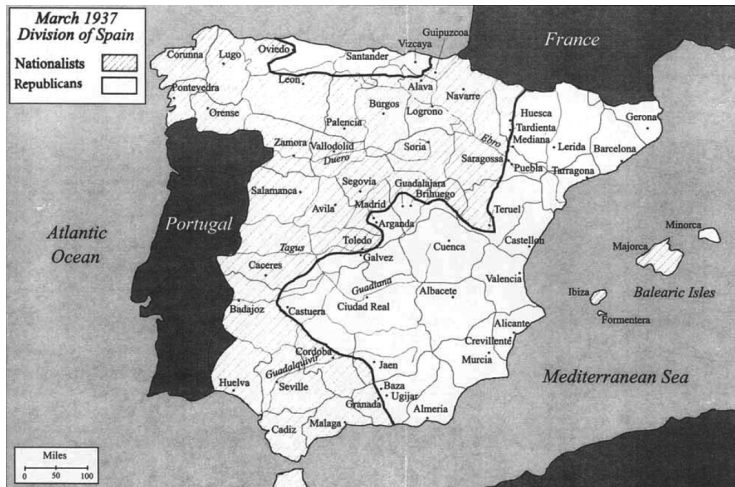 March 1937
Division of Spain
Nationalists
Republicans
France
Portugal
Atlantic
Ocean
Mediterranean Sea
Balearic Isles
Corunna
Lugo
Oviedo
Santander
Vizcaya
Guipuzcoa
Pontevedra
Orense
Leon
Alava
Navarre
Burgos
Logrono
Palencia
Huesca
Tardienta
Mediana
Lerida
Gerona
Barcelona
Tarragona
Zamora
Valladolid
Duero
Soria
Ebro
Saragossa
Puebla
Salamanca
Segovia
Avila
Madrid
Guadalajara
Brihuego
Arganda
Teruel
Castellon
Tagus
Toledo
Galvez
Cuenca
Caceres
Guadiana
Valencia
Badajoz
Castuera
Ciudad Real
Albacete
Alicante
Crevillente
Murcia
Cordoba
Guadalquivir
Jaen
Baza
Ugijar
Huelva
Seville
Granada
Almeria
Cadiz
Malaga
Minorca
Majorca
Ibiza
Formentera
Miles
0 50 100